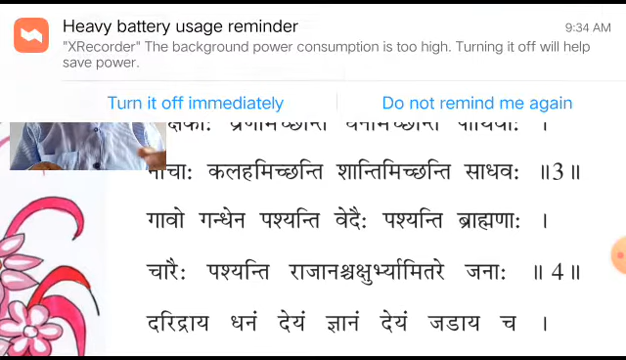 Heavy battery usage reminder
9:34 AM
"XRecorder" The background power consumption is too high. Turning it off will help
save power.
Turn it off immediately
Do not remind me again
पार्थिवाः ।
नीचाः कलहमिच्छन्ति शान्तिमिच्छन्ति साधवः ॥3॥
गावो गन्धेन पश्यन्ति वेदैः पश्यन्ति ब्राह्मणाः ।
चारैः पश्यन्ति राजानश्चक्षुर्भ्यामितरे जनाः ॥ 4॥
दरिद्राय धनं देयं ज्ञानं देयं जडाय च ।